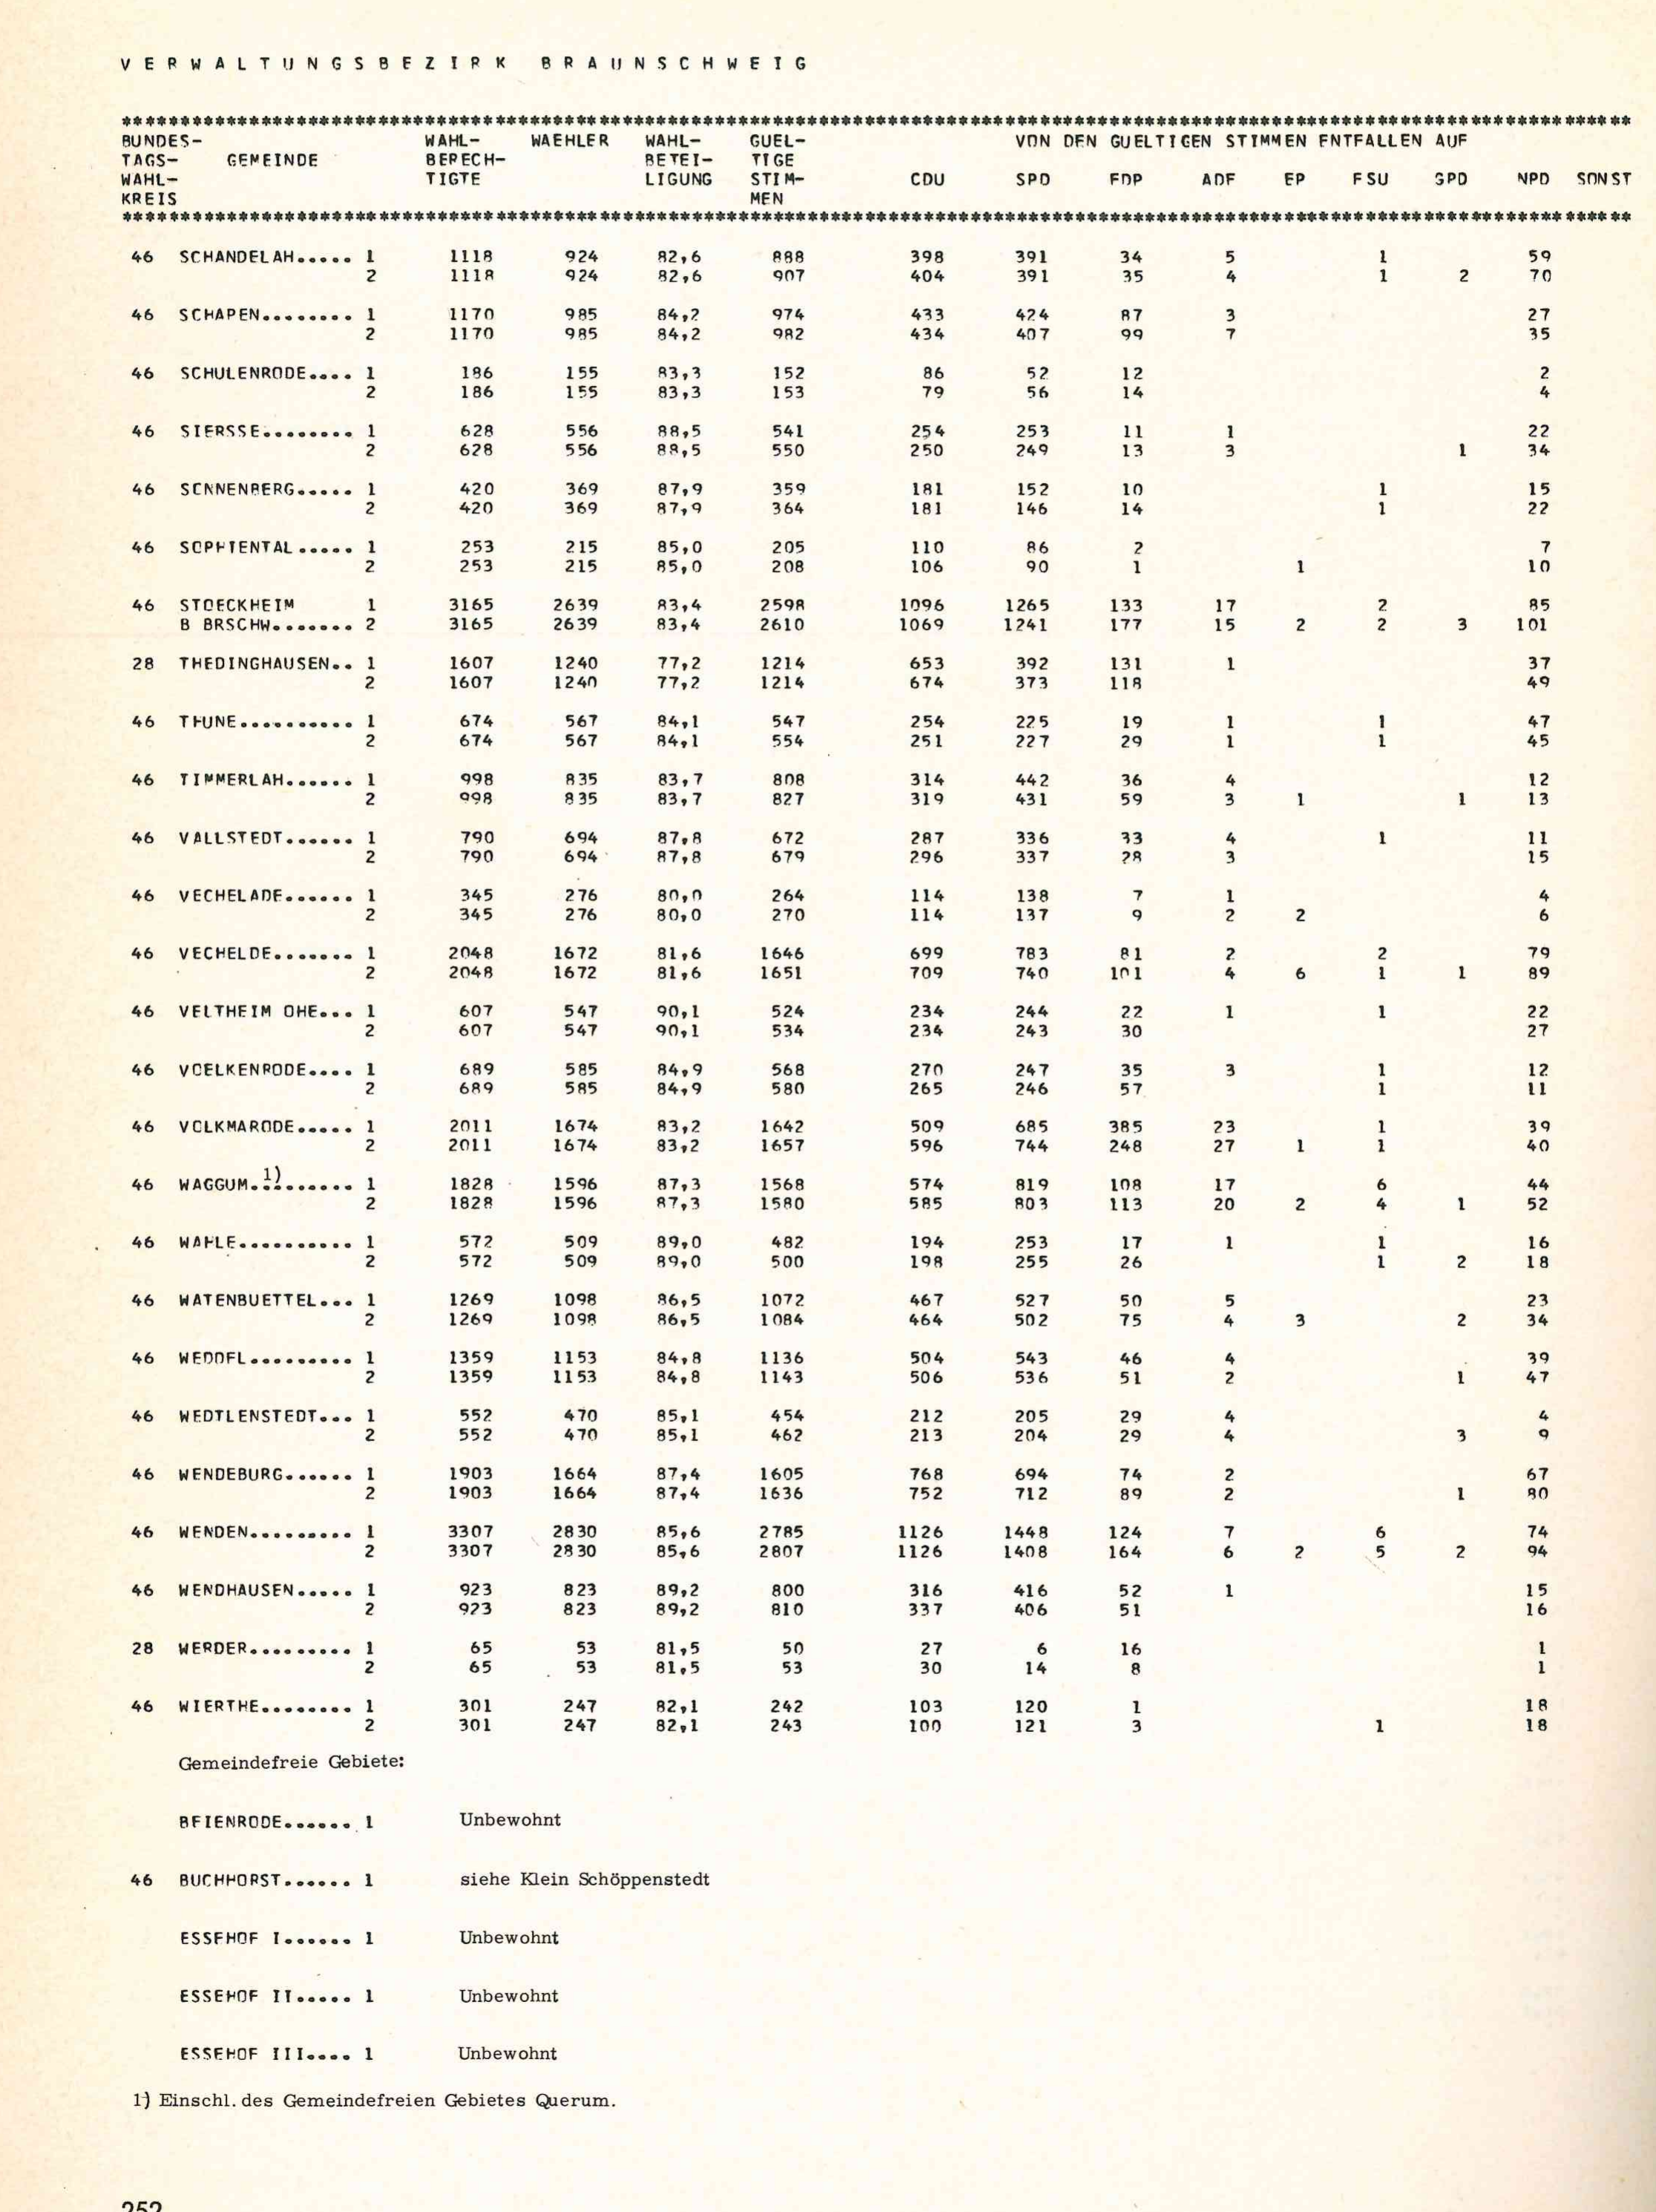 VERWALTUNGSBEZIRK BRAUNSCHWEIG
************************************************************
BUNDES- WAHL- WAEHLER WAHL- GUEL- VON DEN GUELTIGEN STIMMEN ENTFALLEN AUF
TAGS- GEMEINDE BERECH- BETEI- TIGE
WAHL- TIGTE LIGUNG STIM- CDU SPD FDP ADF EP FSU GPD NPD SONST
KREIS MEN
************************************************************
46 SCHANDELAH..... 1 1118 924 82,6 888 398 391 34 5 1 59
2 1118 924 82,6 907 404 391 35 4 1 2 70
46 SCHAPEN........ 1 1170 985 84,2 974 433 424 87 3 27
2 1170 985 84,2 982 434 407 99 7 35
46 SCHULENRODE.... 1 186 155 83,3 152 86 52 12 2
2 186 155 83,3 153 79 56 14 4
46 SIERSSE........ 1 628 556 88,5 541 254 253 11 1 22
2 628 556 88,5 550 250 249 13 3 1 34
46 SONNENBERG..... 1 420 369 87,9 359 181 152 10 1 15
2 420 369 87,9 364 181 146 14 1 22
46 SOPHIENTAL..... 1 253 215 85,0 205 110 86 2 7
2 253 215 85,0 208 106 90 1 1 10
46 STOECKHEIM 1 3165 2639 83,4 2598 1096 1265 133 17 2 85
B BRSCHW....... 2 3165 2639 83,4 2610 1069 1241 177 15 2 2 3 101
28 THEDINGHAUSEN.. 1 1607 1240 77,2 1214 653 392 131 1 37
2 1607 1240 77,2 1214 674 373 118 49
46 THUNE.......... 1 674 567 84,1 547 254 225 19 1 1 47
2 674 567 84,1 554 251 227 29 1 1 45
46 TIMMERLAH...... 1 998 835 83,7 808 314 442 36 4 12
2 998 835 83,7 827 319 431 59 3 1 1 13
46 VALLSTEDT...... 1 790 694 87,8 672 287 336 33 4 1 11
2 790 694 87,8 679 296 337 28 3 15
46 VECHELADE...... 1 345 276 80,0 264 114 138 7 1 4
2 345 276 80,0 270 114 137 9 2 2 6
46 VECHELDE....... 1 2048 1672 81,6 1646 699 783 81 2 2 79
2 2048 1672 81,6 1651 709 740 101 4 6 1 1 89
46 VELTHEIM OHE... 1 607 547 90,1 524 234 244 22 1 1 22
2 607 547 90,1 534 234 243 30 27
46 VOELKENRODE.... 1 689 585 84,9 568 270 247 35 3 1 12
2 689 585 84,9 580 265 246 57 1 11
46 VOLKMARODE..... 1 2011 1674 83,2 1642 509 685 385 23 1 39
2 2011 1674 83,2 1657 596 744 248 27 1 1 40
46 WAGGUM.1)........ 1 1828 1596 87,3 1568 574 819 108 17 6 44
2 1828 1596 87,3 1580 585 803 113 20 2 4 1 52
46 WAHLE.......... 1 572 509 89,0 482 194 253 17 1 1 16
2 572 509 89,0 500 198 255 26 1 2 18
46 WATENBUETTEL... 1 1269 1098 86,5 1072 467 527 50 5 23
2 1269 1098 86,5 1084 464 502 75 4 3 2 34
46 WEDDEL......... 1 1359 1153 84,8 1136 504 543 46 4 39
2 1359 1153 84,8 1143 506 536 51 2 1 47
46 WEDTLENSTEDT... 1 552 470 85,1 454 212 205 29 4 4
2 552 470 85,1 462 213 204 29 4 3 9
46 WENDEBURG...... 1 1903 1664 87,4 1605 768 694 74 2 67
2 1903 1664 87,4 1636 752 712 89 2 1 80
46 WENDEN......... 1 3307 2830 85,6 2785 1126 1448 124 7 6 74
2 3307 2830 85,6 2807 1126 1408 164 6 2 5 2 94
46 WENDHAUSEN..... 1 923 823 89,2 800 316 416 52 1 15
2 923 823 89,2 810 337 406 51 16
28 WERDER......... 1 65 53 81,5 50 27 6 16 1
2 65 53 81,5 53 30 14 8 1
46 WIERTHE........ 1 301 247 82,1 242 103 120 1 18
2 301 247 82,1 243 100 121 3 1 18
Gemeindefreie Gebiete:
BEIENRODE...... 1 Unbewohnt
46 BUCHHORST...... 1 siehe Klein Schöppenstedt
ESSEHOF I...... 1 Unbewohnt
ESSEHOF II..... 1 Unbewohnt
ESSEHOF III.... 1 Unbewohnt
1) Einschl. des Gemeindefreien Gebietes Querum.
252